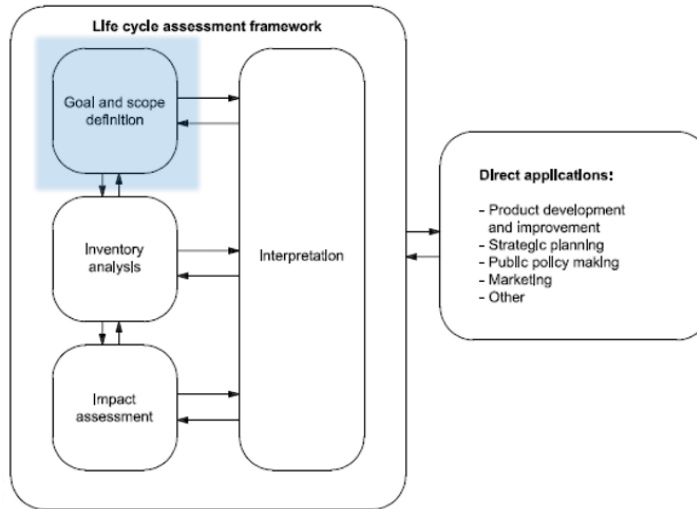 Life cycle assessment framework
Goal and scope
definition
Inventory
analysis
Impact
assessment
Interpretation
Direct applications:
- Product development
and improvement
- Strategic planning
- Public policy making
- Marketing
- Other